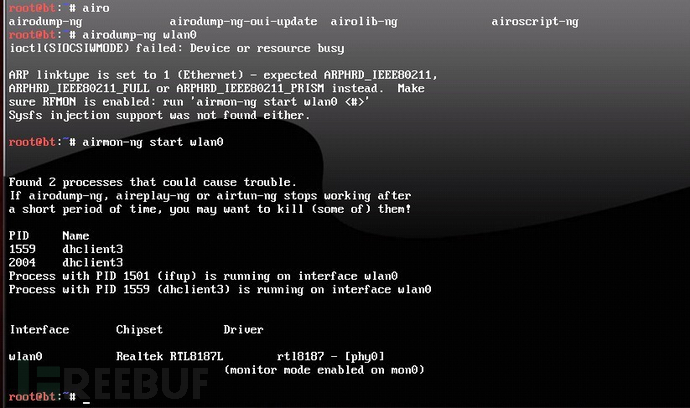 root@bt:~# airo
airodump-ng airodump-ng-oui-update airolib-ng airoscript-ng
root@bt:~# airodump-ng wlan0
ioctl(SIOCSIWMODE) failed: Device or resource busy
ARP linktype is set to 1 (Ethernet) - expected ARPHRD_IEEE80211,
ARPHRD_IEEE80211_FULL or ARPHRD_IEEE80211_PRISM instead.  Make
sure RFMON is enabled: run 'airmon-ng start wlan0 <#>'
Sysfs injection support was not found either.
root@bt:~# airmon-ng start wlan0
Found 2 processes that could cause trouble.
If airodump-ng, aireplay-ng or airtun-ng stops working after
a short period of time, you may want to kill (some of) them!
PID Name
1559 dhclient3
2004 dhclient3
Process with PID 1501 (ifup) is running on interface wlan0
Process with PID 1559 (dhclient3) is running on interface wlan0
Interface Chipset Driver
wlan0 Realtek RTL8187L rtl8187 - [phy0]
(monitor mode enabled on mon0)
FREEBUF
root@bt:~# _